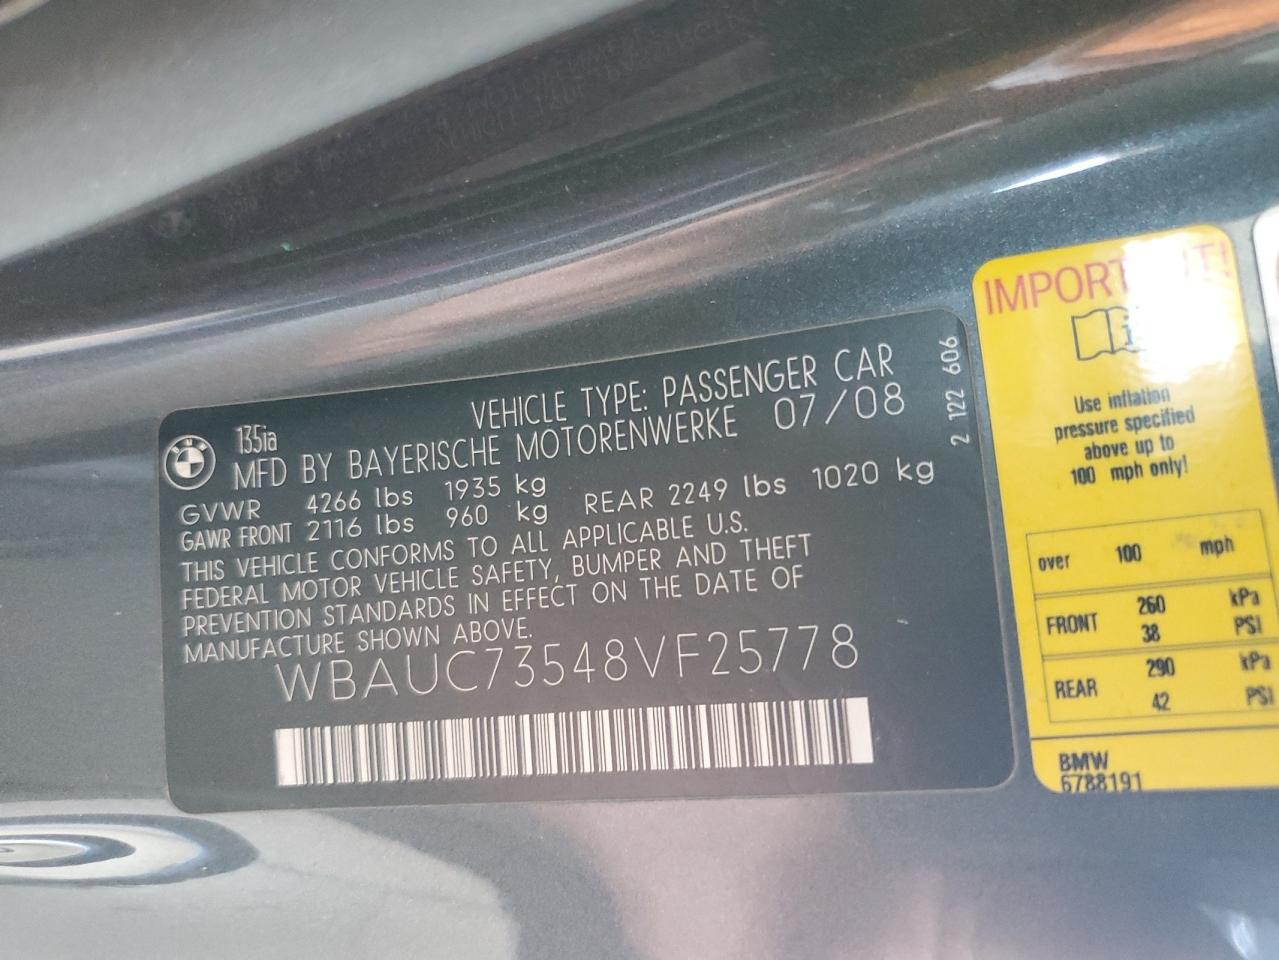 135ia
VEHICLE TYPE: PASSENGER CAR
MFD BY BAYERISCHE MOTORENWERKE 07/08
GVWR 4266 lbs 1935 kg
GAWR FRONT 2116 lbs 960 kg REAR 2249 lbs 1020 kg
THIS VEHICLE CONFORMS TO ALL APPLICABLE U.S.
FEDERAL MOTOR VEHICLE SAFETY, BUMPER AND THEFT
PREVENTION STANDARDS IN EFFECT ON THE DATE OF
MANUFACTURE SHOWN ABOVE.
WBAUC73548VF25778
2 122 606
IMPORTANT!
Use inflation
pressure specified
above up to
100 mph only!
over 100 mph
FRONT 260 kPa
38 PSI
REAR 290 kPa
42 PSI
BMW
6788191